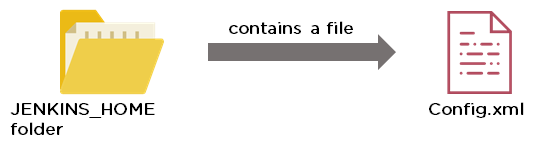 contains a file
JENKINS_HOME
folder
Config.xml